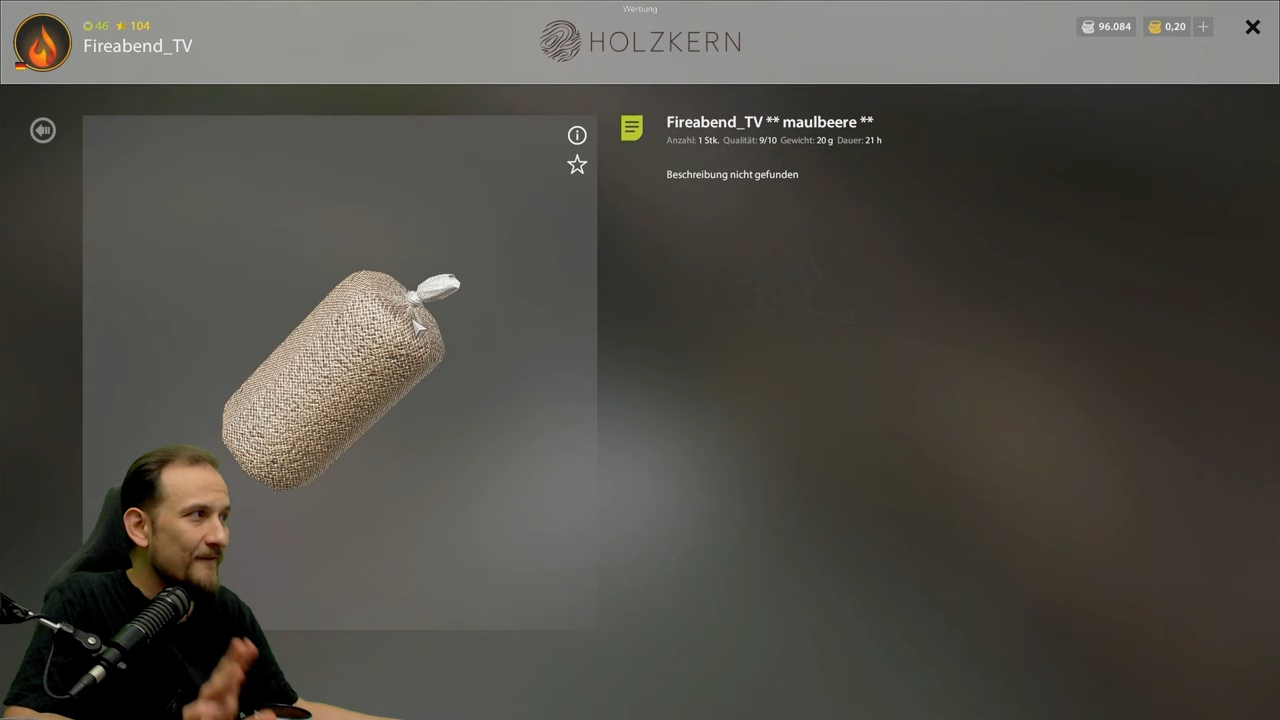 Werbung
46 104
Fireabend_TV
HOLZKERN
96.084 0,20 +
Fireabend_TV ** maulbeere **
Anzahl: 1 Stk. Qualität: 9/10 Gewicht: 20 g Dauer: 21 h
Beschreibung nicht gefunden